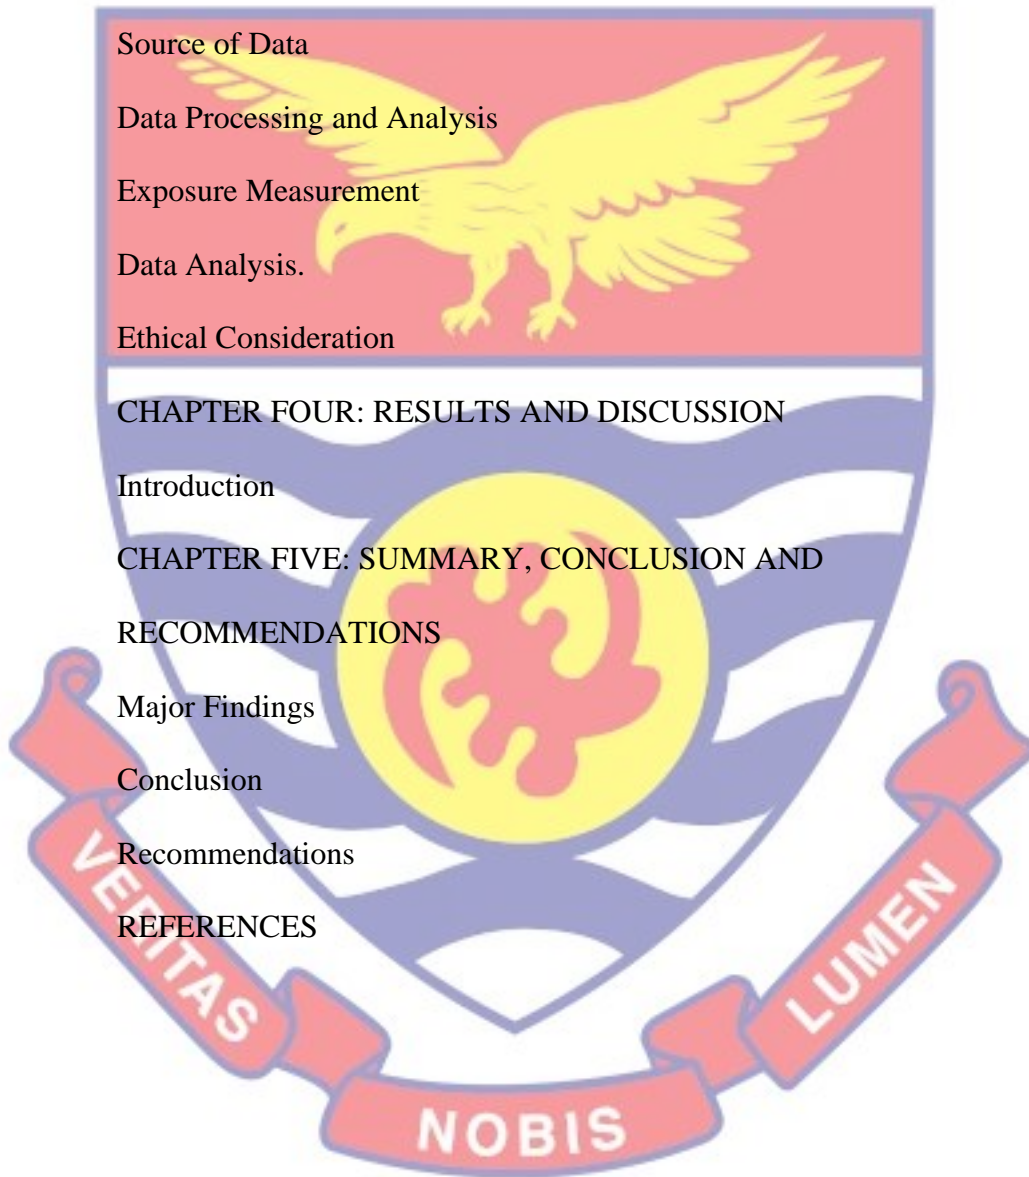 Source of Data
Data Processing and Analysis
Exposure Measurement
Data Analysis.
Ethical Consideration
CHAPTER FOUR: RESULTS AND DISCUSSION
Introduction
CHAPTER FIVE: SUMMARY, CONCLUSION AND
RECOMMENDATIONS
Major Findings
Conclusion
Recommendations
REFERENCES
VERITAS
NOBIS
LUMEN